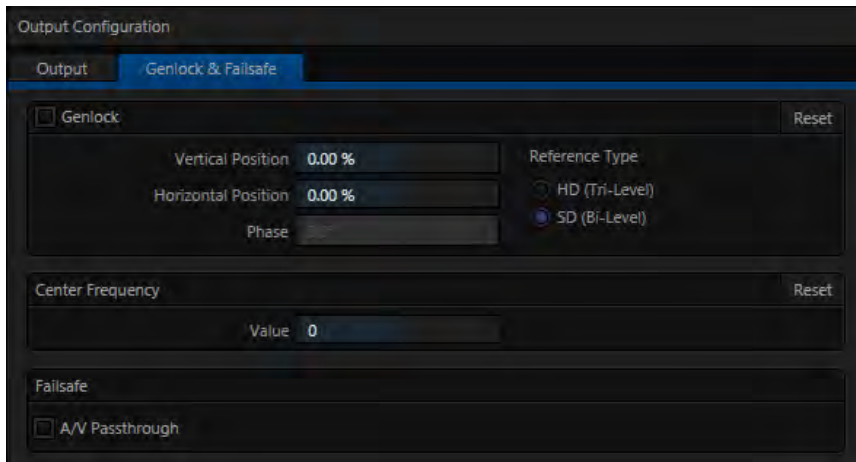 Output Configuration
Output Genlock & Failsafe
Genlock Reset
Vertical Position 0.00 % Reference Type
Horizontal Position 0.00 % HD (Tri-Level)
SD (Bi-Level)
Phase
Center Frequency Reset
Value 0
Failsafe
A/V Passthrough